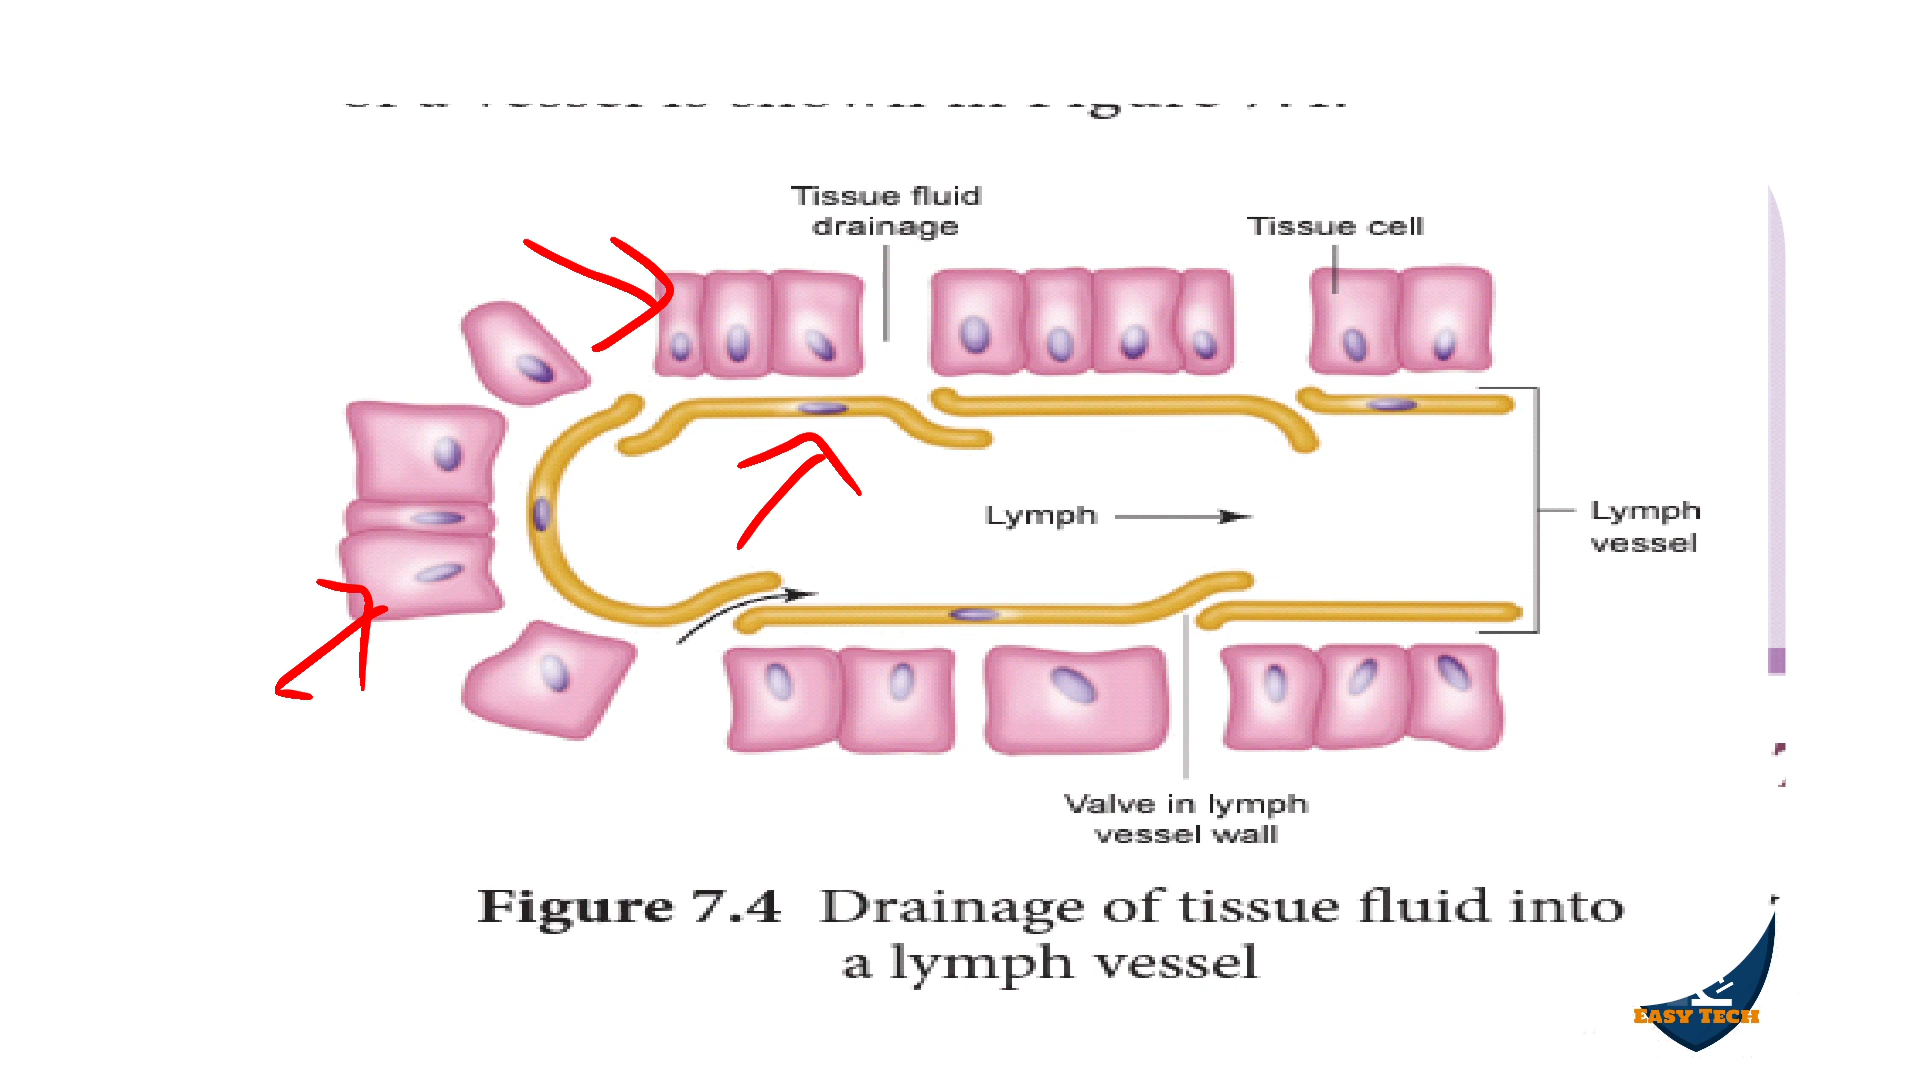 Tissue fluid
drainage
Tissue cell
Lymph
Lymph
vessel
Valve in lymph
vessel wall
Figure 7.4 Drainage of tissue fluid into
a lymph vessel
EASY TECH